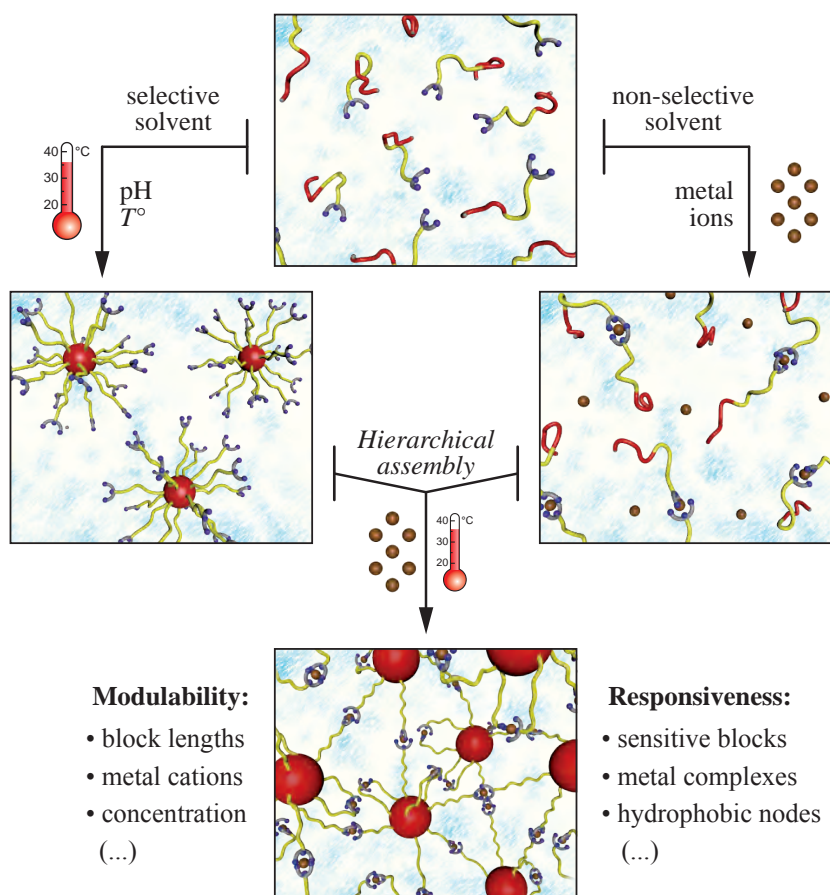 selective
solvent
non-selective
solvent
40
°C
30
20
pH
T°
metal
ions
Hierarchical
assembly
40
°C
30
20
Modulability:
• block lengths
• metal cations
• concentration
(...)
Responsiveness:
• sensitive blocks
• metal complexes
• hydrophobic nodes
(...)